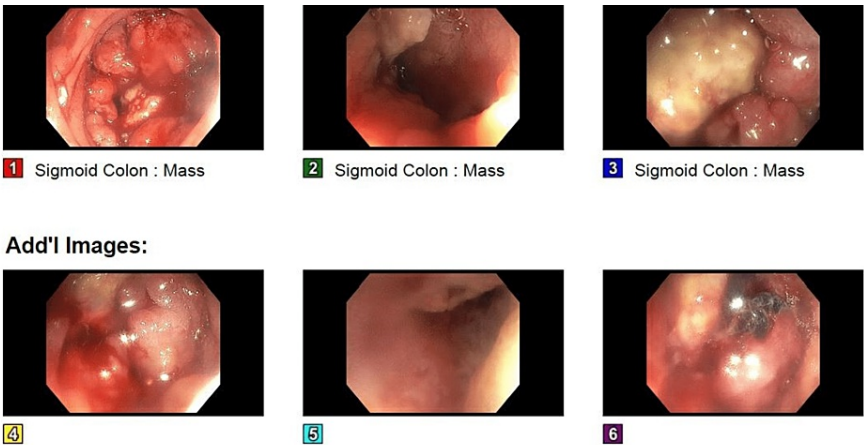 1 Sigmoid Colon : Mass
2 Sigmoid Colon : Mass
3 Sigmoid Colon : Mass
Add'l Images:
4
5
6